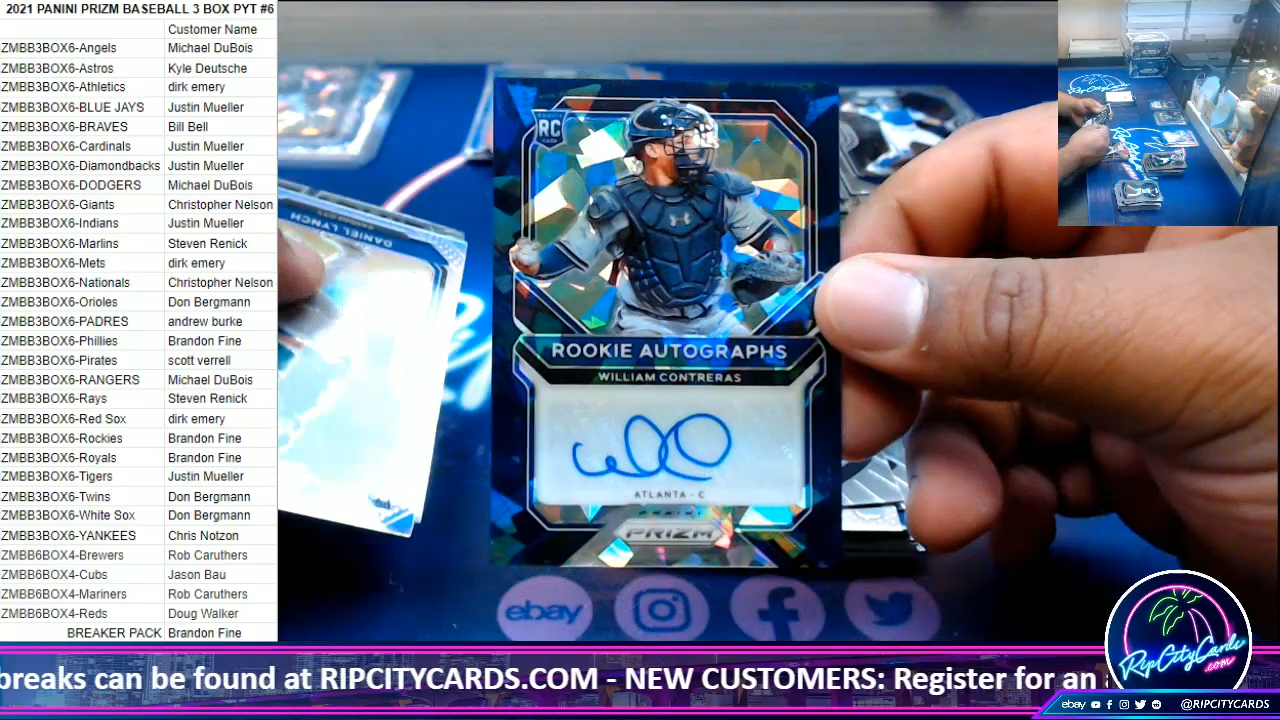 2021 PANINI PRIZM BASEBALL 3 BOX PYT #6
Customer Name
ZMBB3BOX6-Angels Michael DuBois
ZMBB3BOX6-Astros Kyle Deutsche
ZMBB3BOX6-Athletics dirk emery
ZMBB3BOX6-BLUE JAYS Justin Mueller
ZMBB3BOX6-BRAVES Bill Bell
ZMBB3BOX6-Cardinals Justin Mueller
ZMBB3BOX6-Diamondbacks Justin Mueller
ZMBB3BOX6-DODGERS Michael DuBois
ZMBB3BOX6-Giants Christopher Nelson
ZMBB3BOX6-Indians Justin Mueller
ZMBB3BOX6-Marlins Steven Renick
ZMBB3BOX6-Mets dirk emery
ZMBB3BOX6-Nationals Christopher Nelson
ZMBB3BOX6-Orioles Don Bergmann
ZMBB3BOX6-PADRES andrew burke
ZMBB3BOX6-Phillies Brandon Fine
ZMBB3BOX6-Pirates scott verrell
ZMBB3BOX6-RANGERS Michael DuBois
ZMBB3BOX6-Rays Steven Renick
ZMBB3BOX6-Red Sox dirk emery
ZMBB3BOX6-Rockies Brandon Fine
ZMBB3BOX6-Royals Brandon Fine
ZMBB3BOX6-Tigers Justin Mueller
ZMBB3BOX6-Twins Don Bergmann
ZMBB3BOX6-White Sox Don Bergmann
ZMBB3BOX6-YANKEES Chris Notzon
ZMBB6BOX4-Brewers Rob Caruthers
ZMBB6BOX4-Cubs Jason Bau
ZMBB6BOX4-Mariners Rob Caruthers
ZMBB6BOX4-Reds Doug Walker
BREAKER PACK Brandon Fine
DANIEL LYNCH
RC
ROOKIE AUTOGRAPHS
WILLIAM CONTRERAS
ATLANTA - C
PRIZM
ebay
breaks can be found at RIPCITYCARDS.COM - NEW CUSTOMERS: Register for an
RipCityCards
.com
ebay @RIPCITYCARDS